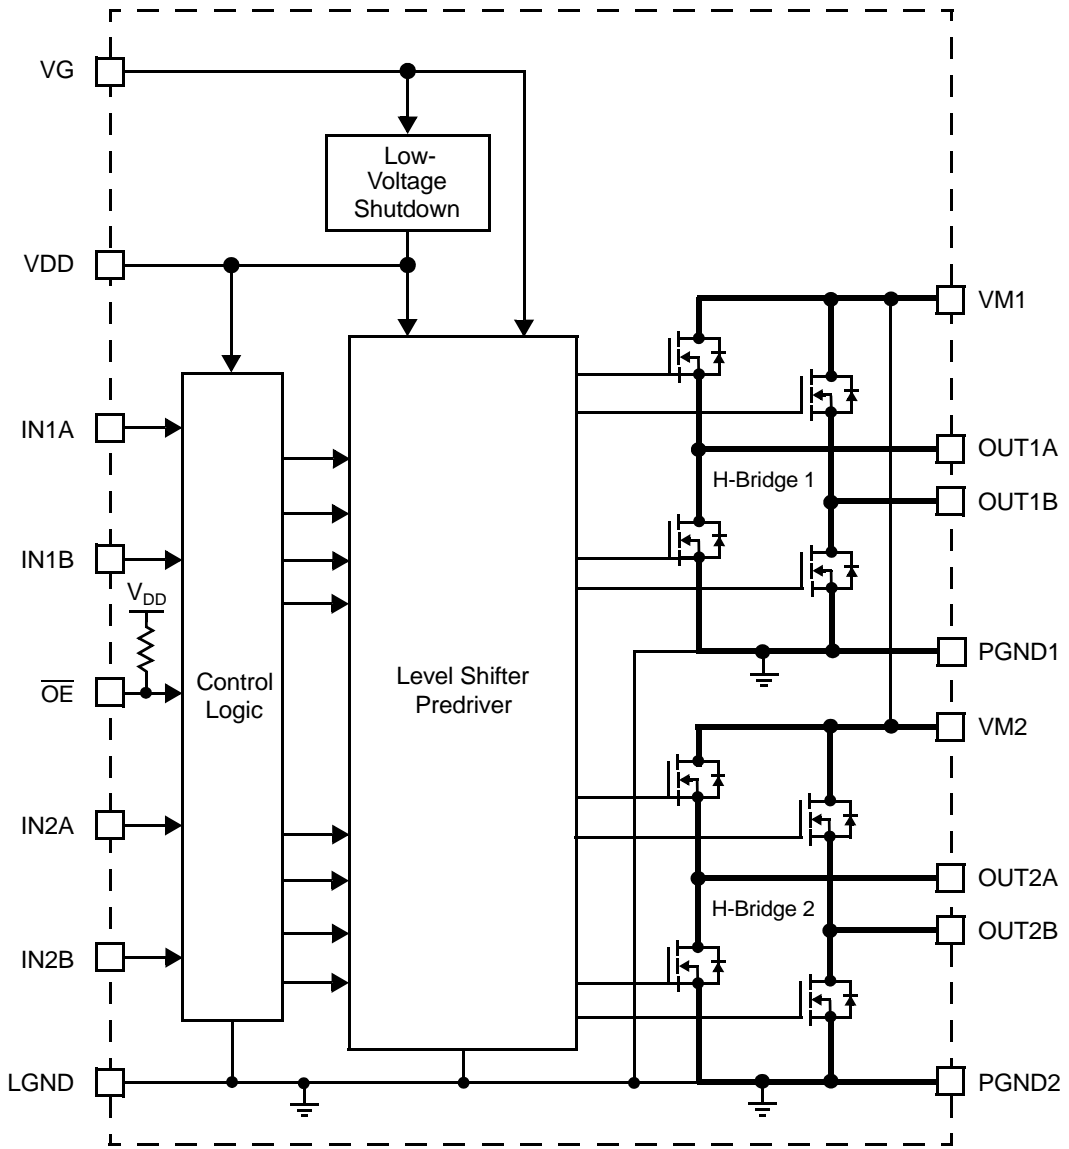 VG
Low-
Voltage
Shutdown
VDD
VM1
IN1A
OUT1A
H-Bridge 1
OUT1B
IN1B
VDD
PGND1
OE
Control
Logic
Level Shifter
Predriver
VM2
IN2A
OUT2A
H-Bridge 2
OUT2B
IN2B
LGND
PGND2